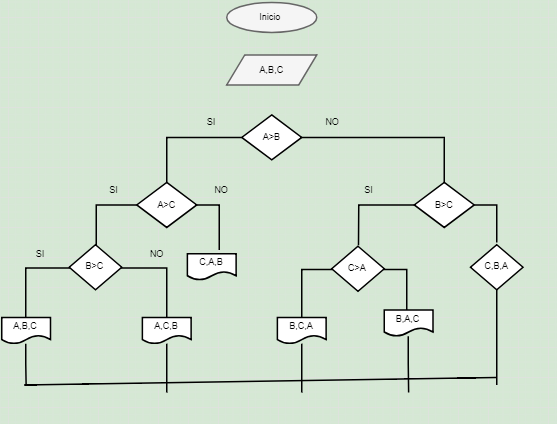 Inicio
A,B,C
SI
A>B
NO
SI
A>C
NO
SI
B>C
SI
B>C
NO
C,A,B
C>A
C,B,A
A,B,C
A,C,B
B,C,A
B,A,C